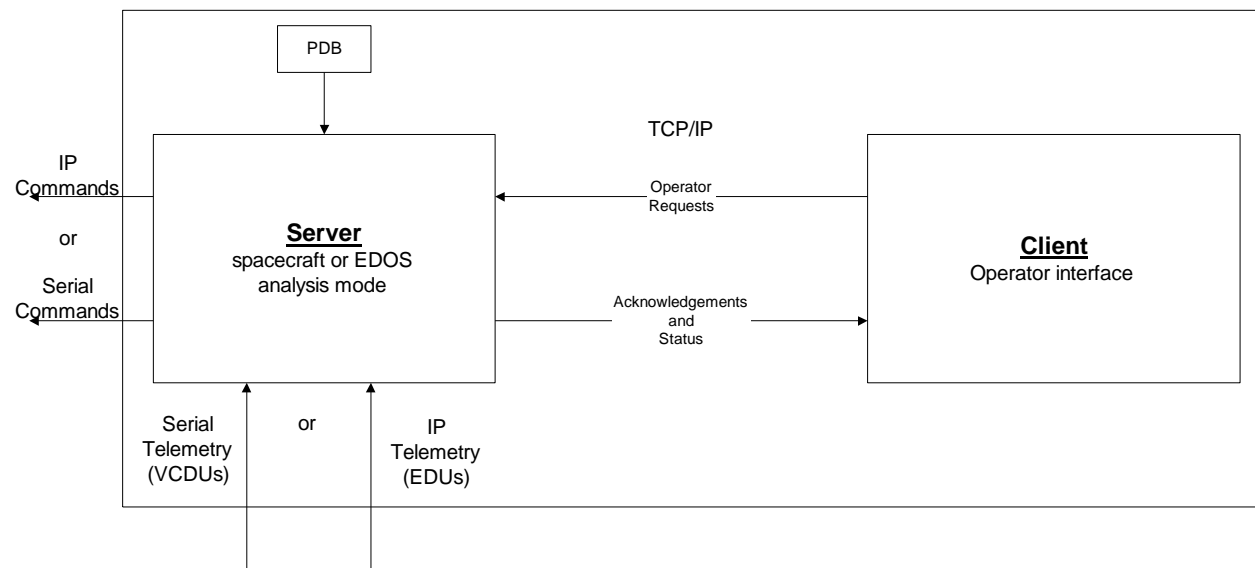 PDB
TCP/IP
IP
Commands
or
Serial
Commands
Server
spacecraft or EDOS
analysis mode
Operator
Requests
Acknowledgements
and
Status
Client
Operator interface
Serial
Telemetry
(VCDUs)
or
IP
Telemetry
(EDUs)